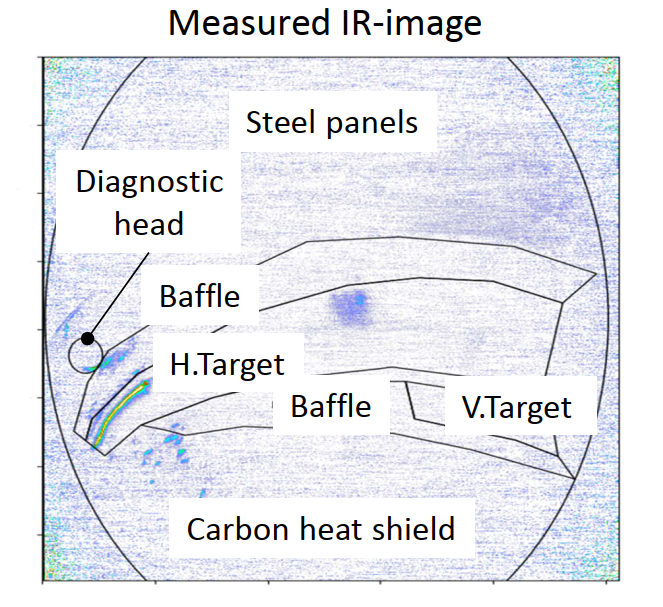 Measured IR-image
Steel panels
Diagnostic
head
Baffle
H.Target
Baffle
V.Target
Carbon heat shield